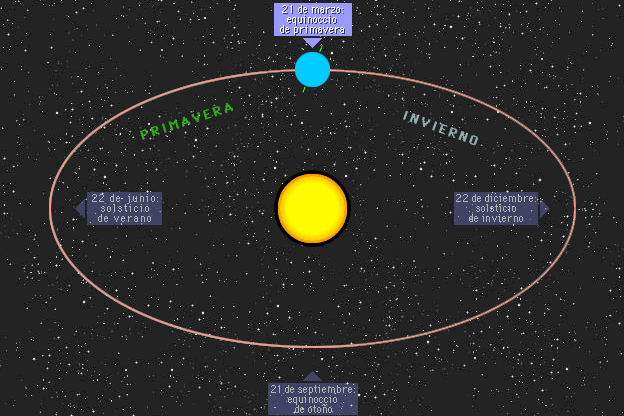 21 de marzo:
equinoccio
de primavera
PRIMAVERA
INVIERNO
22 de junio:
solsticio
de verano
22 de diciembre:
solsticio
de invierno
21 de septiembre:
equinoccio
de otoño